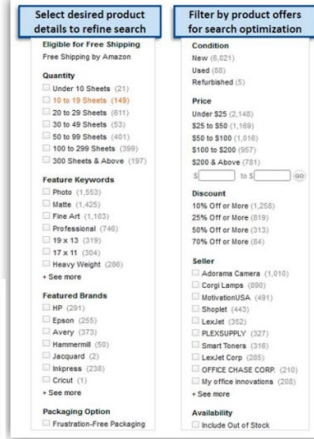 Select desired product
details to refine search
Eligible for Free Shipping
Free Shipping by Amazon
Quantity
Under 10 Sheets (21)
10 to 19 Sheets (149)
20 to 29 Sheets (611)
30 to 49 Sheets (53)
50 to 99 Sheets (401)
100 to 299 Sheets (399)
300 Sheets & Above (197)
Feature Keywords
Photo (1,553)
Matte (1,425)
Fine Art (1,103)
Professional (746)
19 x 13 (319)
17 x 11 (304)
Heavy Weight (286)
+ See more
Featured Brands
HP (291)
Epson (255)
Avery (373)
Hammermill (50)
Jacquard (2)
Inkpress (238)
Cricut (1)
+ See more
Packaging Option
Frustration-Free Packaging
Filter by product offers
for search optimization
Condition
New (6,021)
Used (88)
Refurbished (5)
Price
Under $25 (2,148)
$25 to $50 (1,169)
$50 to $100 (1,016)
$100 to $200 (957)
$200 & Above (781)
$ to $ GO
Discount
10% Off or More (1,256)
25% Off or More (819)
50% Off or More (313)
70% Off or More (84)
Seller
Adorama Camera (1,010)
Corgi Lamps (890)
MotivationUSA (491)
Shoplet (443)
LexJet (352)
PLEXSUPPLY (327)
Smart Toners (316)
LexJet Corp (285)
OFFICE CHASE CORP. (210)
My office innovations (208)
+ See more
Availability
Include Out of Stock